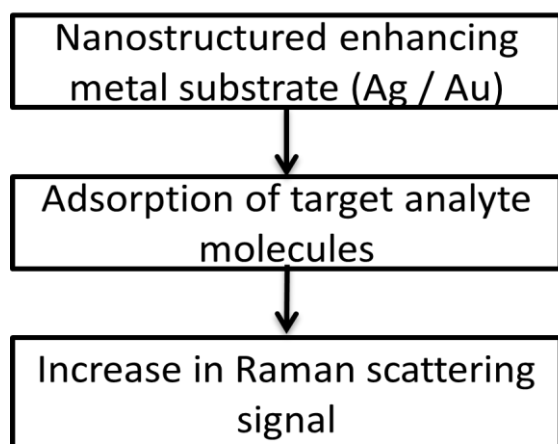 Nanostructured enhancing
metal substrate (Ag / Au)
Adsorption of target analyte
molecules
Increase in Raman scattering
signal